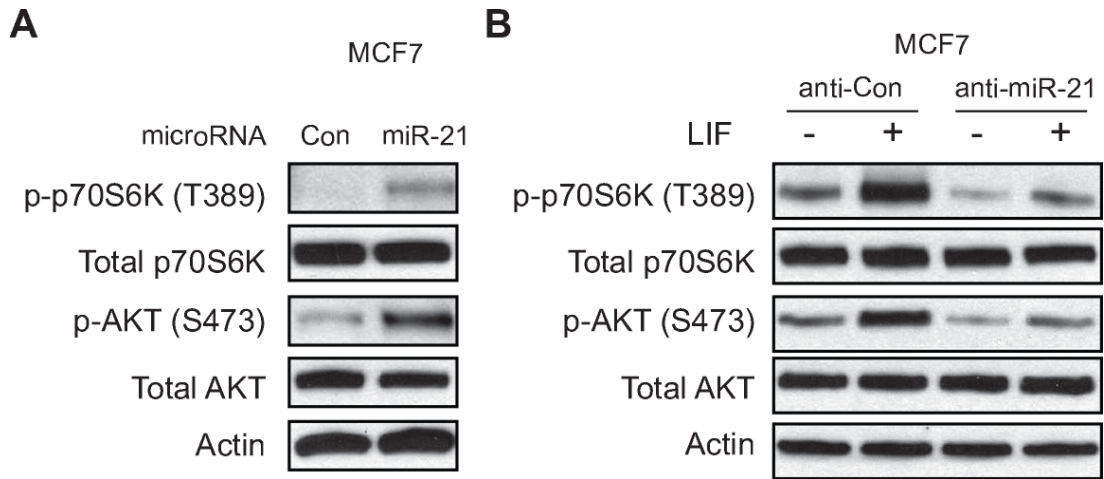 A
MCF7
microRNA Con miR-21
p-p70S6K (T389)
Total p70S6K
p-AKT (S473)
Total AKT
Actin
B
MCF7
anti-Con anti-miR-21
LIF - + - +
p-p70S6K (T389)
Total p70S6K
p-AKT (S473)
Total AKT
Actin